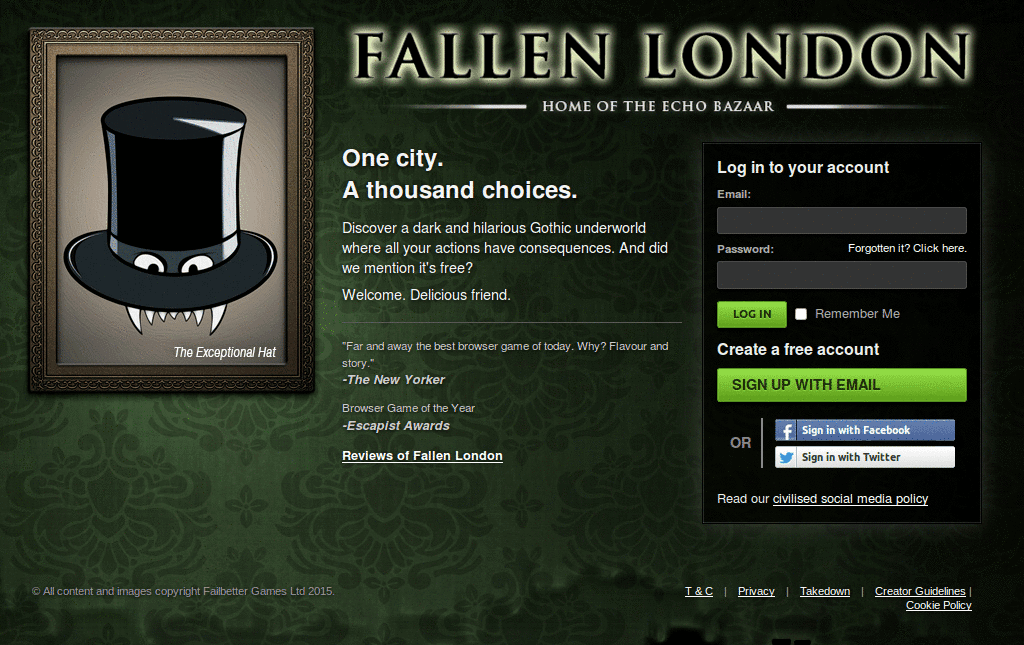 FALLEN LONDON
HOME OF THE ECHO BAZAAR
The Exceptional Hat
One city.
A thousand choices.
Discover a dark and hilarious Gothic underworld
where all your actions have consequences. And did
we mention it's free?
Welcome. Delicious friend.
"Far and away the best browser game of today. Why? Flavour and
story."
-The New Yorker
Browser Game of the Year
-Escapist Awards
Reviews of Fallen London
Log in to your account
Email:
Password: Forgotten it? Click here.
LOG IN Remember Me
Create a free account
SIGN UP WITH EMAIL
OR
Sign in with Facebook
Sign in with Twitter
Read our civilised social media policy
© All content and images copyright Failbetter Games Ltd 2015.
T & C | Privacy | Takedown | Creator Guidelines |
Cookie Policy